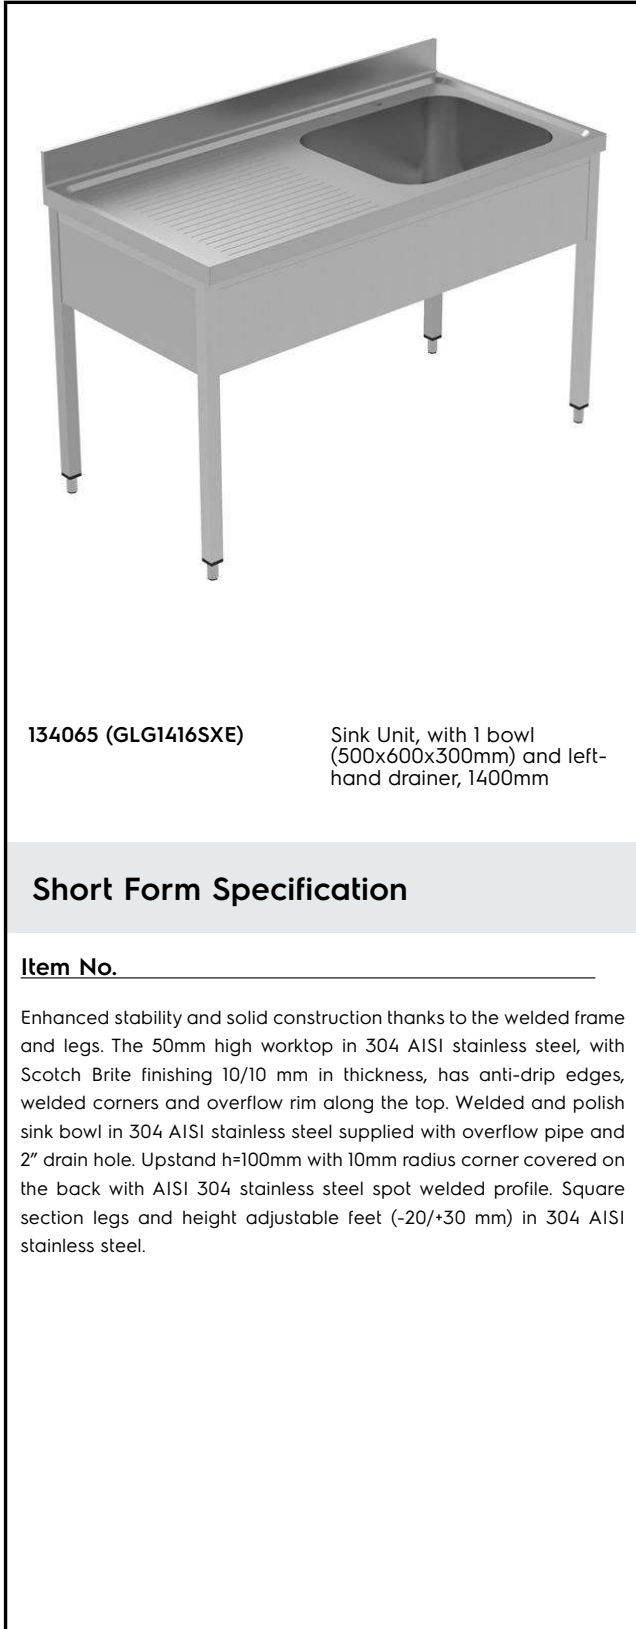 134065 (GLG1416SXE)
Sink Unit, with 1 bowl
(500x600x300mm) and left-
hand drainer, 1400mm
Short Form Specification
Item No.
Enhanced stability and solid construction thanks to the welded frame
and legs. The 50mm high worktop in 304 AISI stainless steel, with
Scotch Brite finishing 10/10 mm in thickness, has anti-drip edges,
welded corners and overflow rim along the top. Welded and polish
sink bowl in 304 AISI stainless steel supplied with overflow pipe and
2” drain hole. Upstand h=100mm with 10mm radius corner covered on
the back with AISI 304 stainless steel spot welded profile. Square
section legs and height adjustable feet (-20/+30 mm) in 304 AISI
stainless steel.